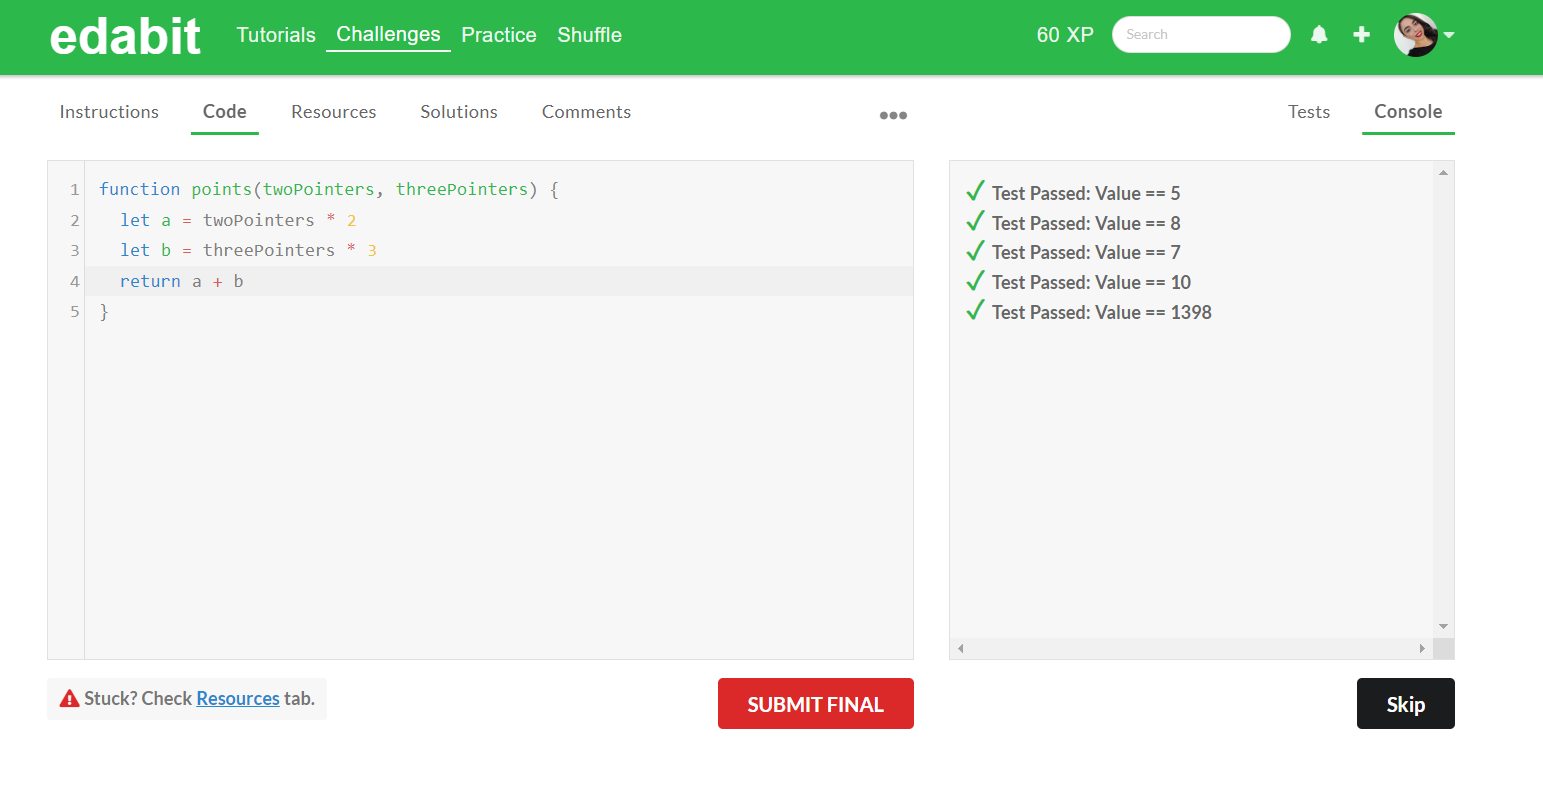 edabit Tutorials Challenges Practice Shuffle 60 XP Search
Instructions Code Resources Solutions Comments Tests Console
1 function points(twoPointers, threePointers) {
2 let a = twoPointers * 2
3 let b = threePointers * 3
4 return a + b
5 }
Test Passed: Value == 5
Test Passed: Value == 8
Test Passed: Value == 7
Test Passed: Value == 10
Test Passed: Value == 1398
Stuck? Check Resources tab.
SUBMIT FINAL
Skip